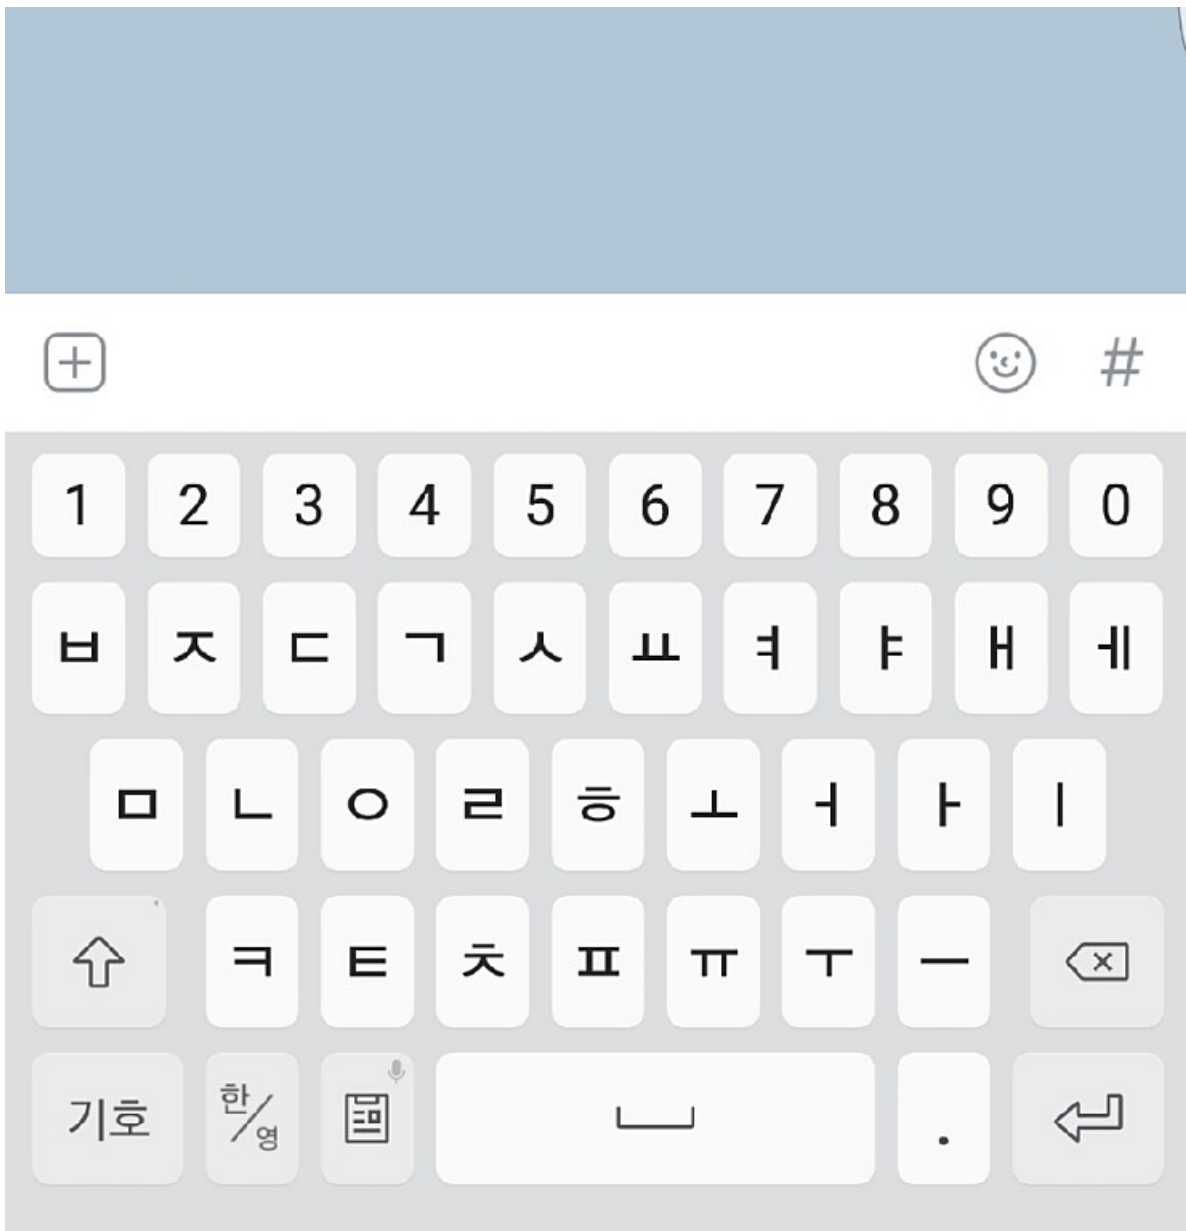 #
1 2 3 4 5 6 7 8 9 0
ㅂ ㅈ ㄷ ㄱ ㅅ ㅛ ㅕ ㅑ ㅐ ㅔ
ㅁ ㄴ ㅇ ㄹ ㅎ ㅗ ㅓ ㅏ ㅣ
ㅋ ㅌ ㅊ ㅍ ㅠ ㅜ ㅡ
기호 한/영 .